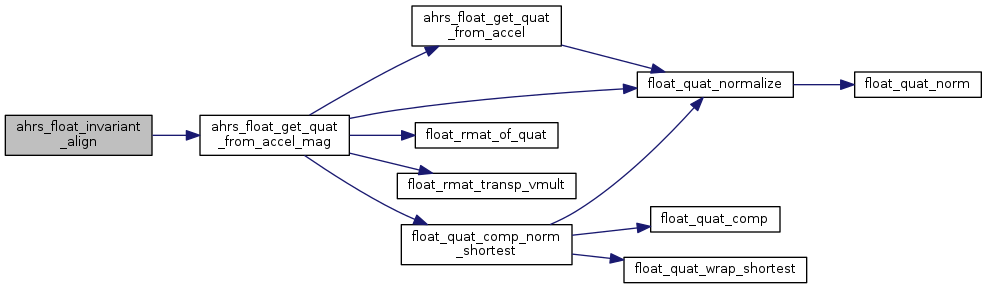 ahrs_float_invariant
_align
ahrs_float_get_quat
_from_accel_mag
ahrs_float_get_quat
_from_accel
float_rmat_of_quat
float_rmat_transp_vmult
float_quat_comp_norm
_shortest
float_quat_normalize
float_quat_norm
float_quat_comp
float_quat_wrap_shortest